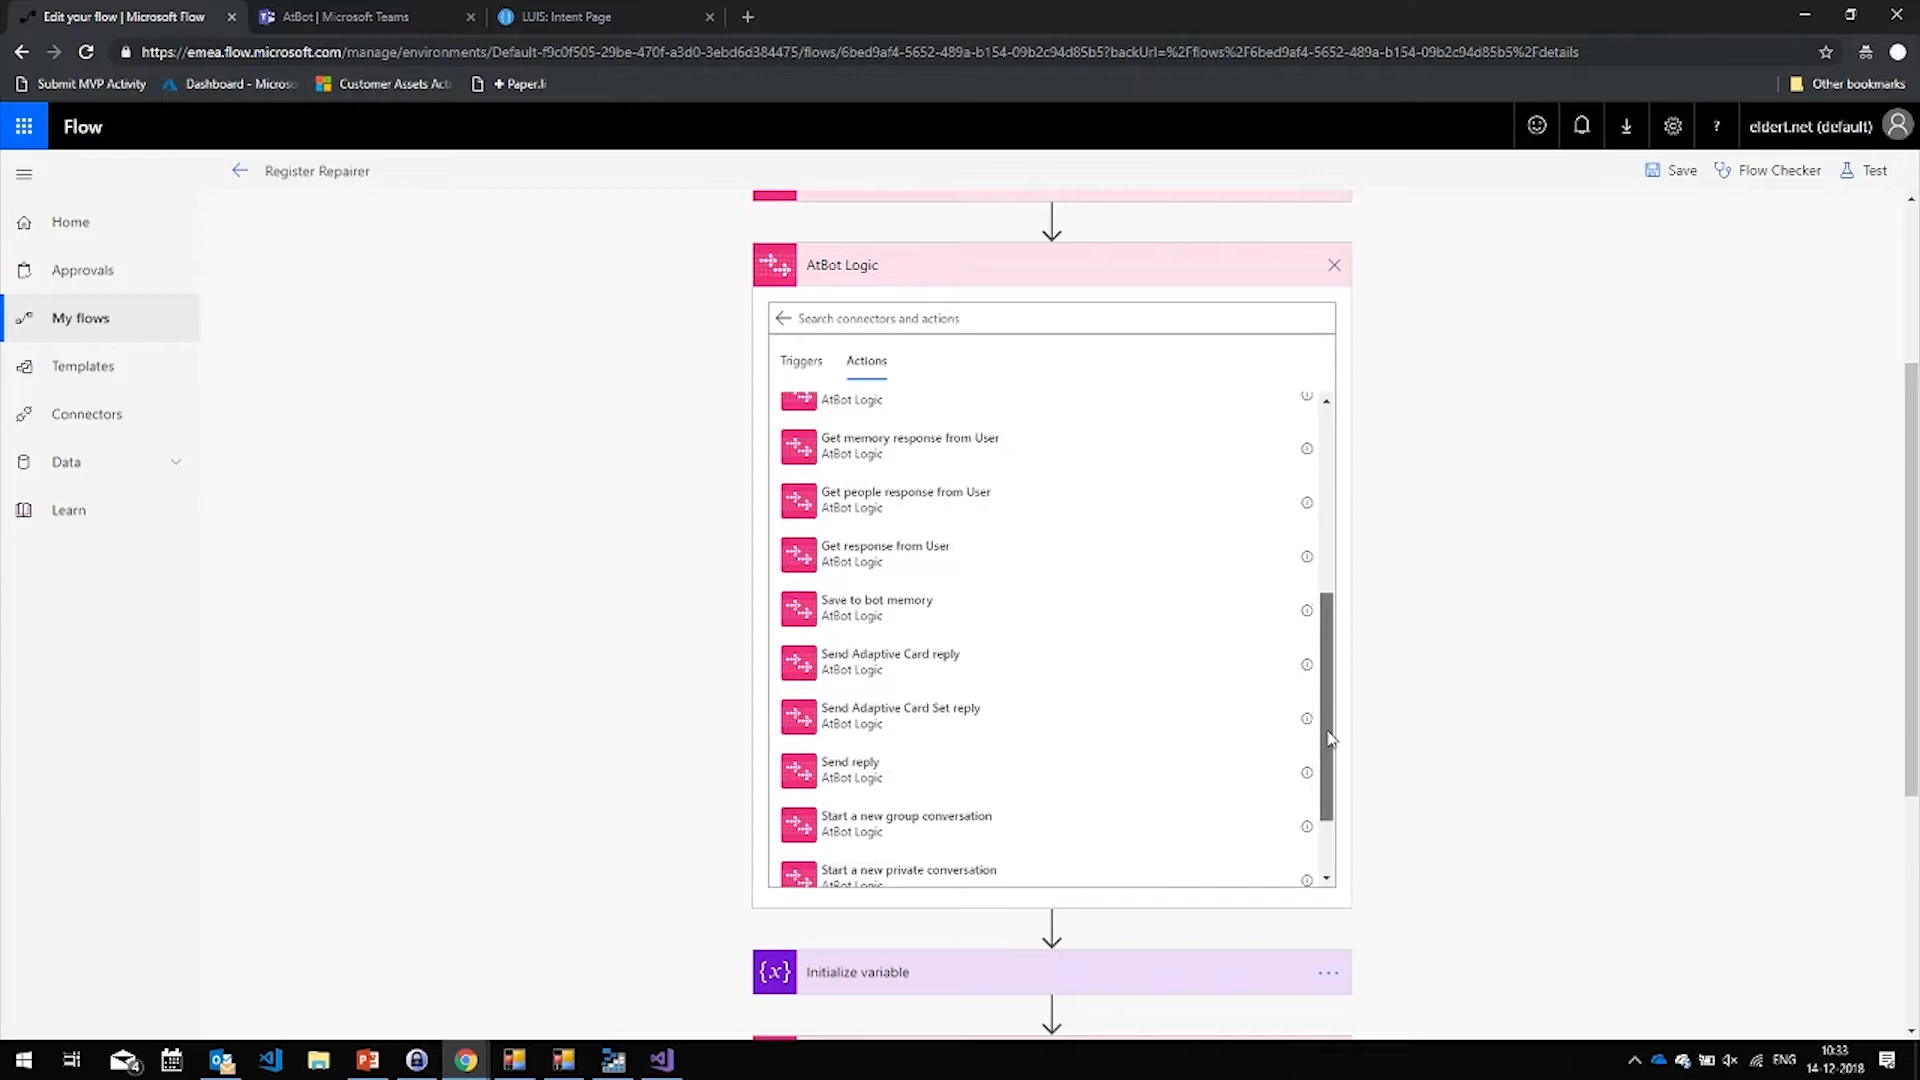 Edit your flow | Microsoft Flow
AtBot | Microsoft Teams
LUIS: Intent Page
https://emea.flow.microsoft.com/manage/environments/Default-f9c0f505-29be-470f-a3d0-3ebd6d384475/flows/6bed9af4-5652-489a-b154-09b2c94d85b5?backUrl=%2Fflows%2F6bed9af4-5652-489a-b154-09b2c94d85b5%2Fdetails
Submit MVP Activity
Dashboard - Micros
Customer Assets Act
+ Paper.li
Other bookmarks
Flow
?
eldert.net (default)
Register Repairer
Save
Flow Checker
Test
Home
Approvals
My flows
Templates
Connectors
Data
Learn
AtBot Logic
Search connectors and actions
Triggers
Actions
AtBot Logic
Get memory response from User
AtBot Logic
Get people response from User
AtBot Logic
Get response from User
AtBot Logic
Save to bot memory
AtBot Logic
Send Adaptive Card reply
AtBot Logic
Send Adaptive Card Set reply
AtBot Logic
Send reply
AtBot Logic
Start a new group conversation
AtBot Logic
Start a new private conversation
AtBot Logic
{x}
Initialize variable
4
ENG
10:33
14-12-2018